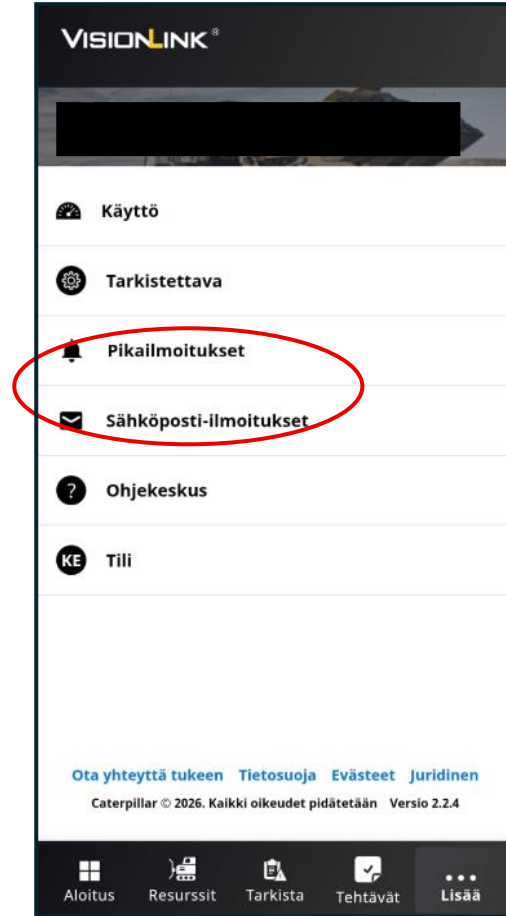 VISIONLINK®
Käyttö
Tarkistettava
Pikailmoitukset
Sähköposti-ilmoitukset
? Ohjekeskus
KE Tili
Ota yhteyttä tukeen Tietosuoja Evästeet Juridinen
Caterpillar © 2026. Kaikki oikeudet pidätetään Versio 2.2.4
Aloitus Resurssit Tarkista Tehtävät Lisää